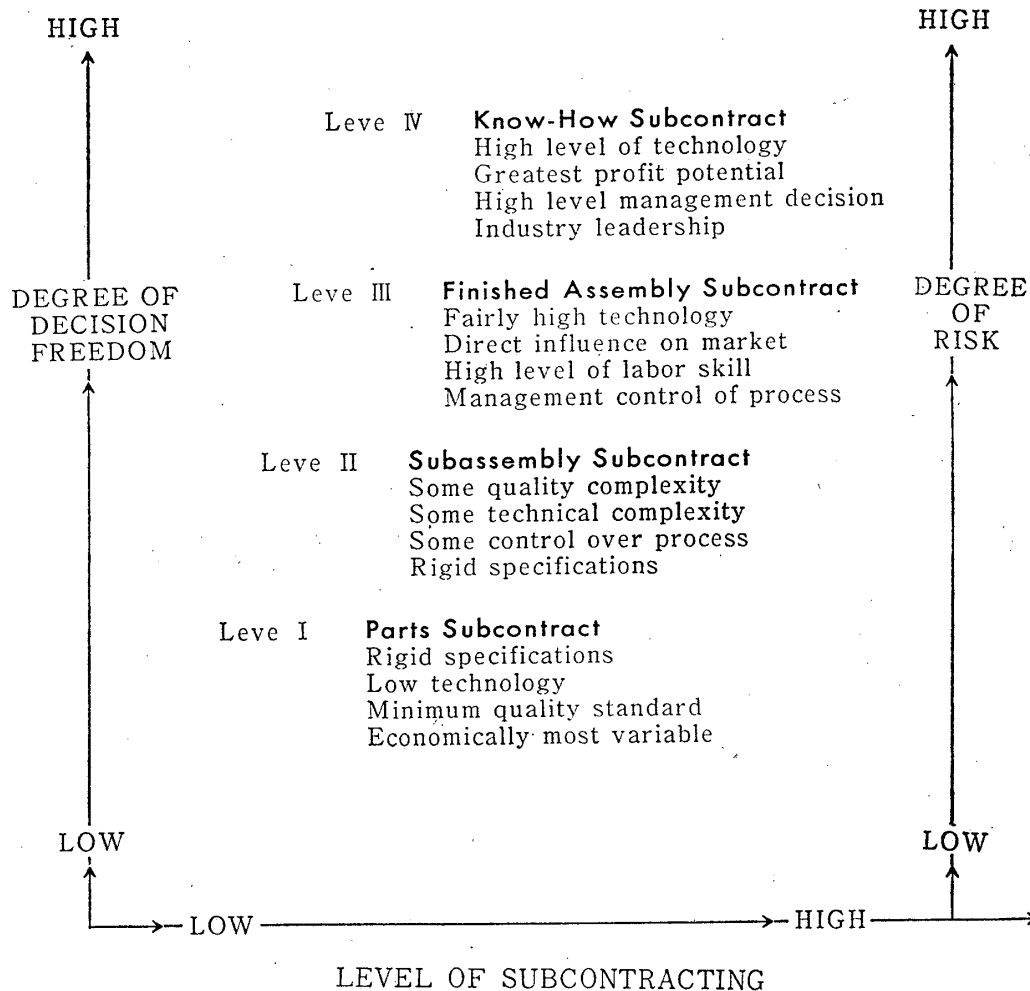 HIGH
HIGH
Leve IV Know-How Subcontract
High level of technology
Greatest profit potential
High level management decision
Industry leadership
DEGREE OF
DECISION
FREEDOM
Leve III Finished Assembly Subcontract
Fairly high technology
Direct influence on market
High level of labor skill
Management control of process
DEGREE
OF
RISK
Leve II Subassembly Subcontract
Some quality complexity
Some technical complexity
Some control over process
Rigid specifications
Leve I Parts Subcontract
Rigid specifications
Low technology
Minimum quality standard
Economically most variable
LOW
LOW
LOW
HIGH
LEVEL OF SUBCONTRACTING